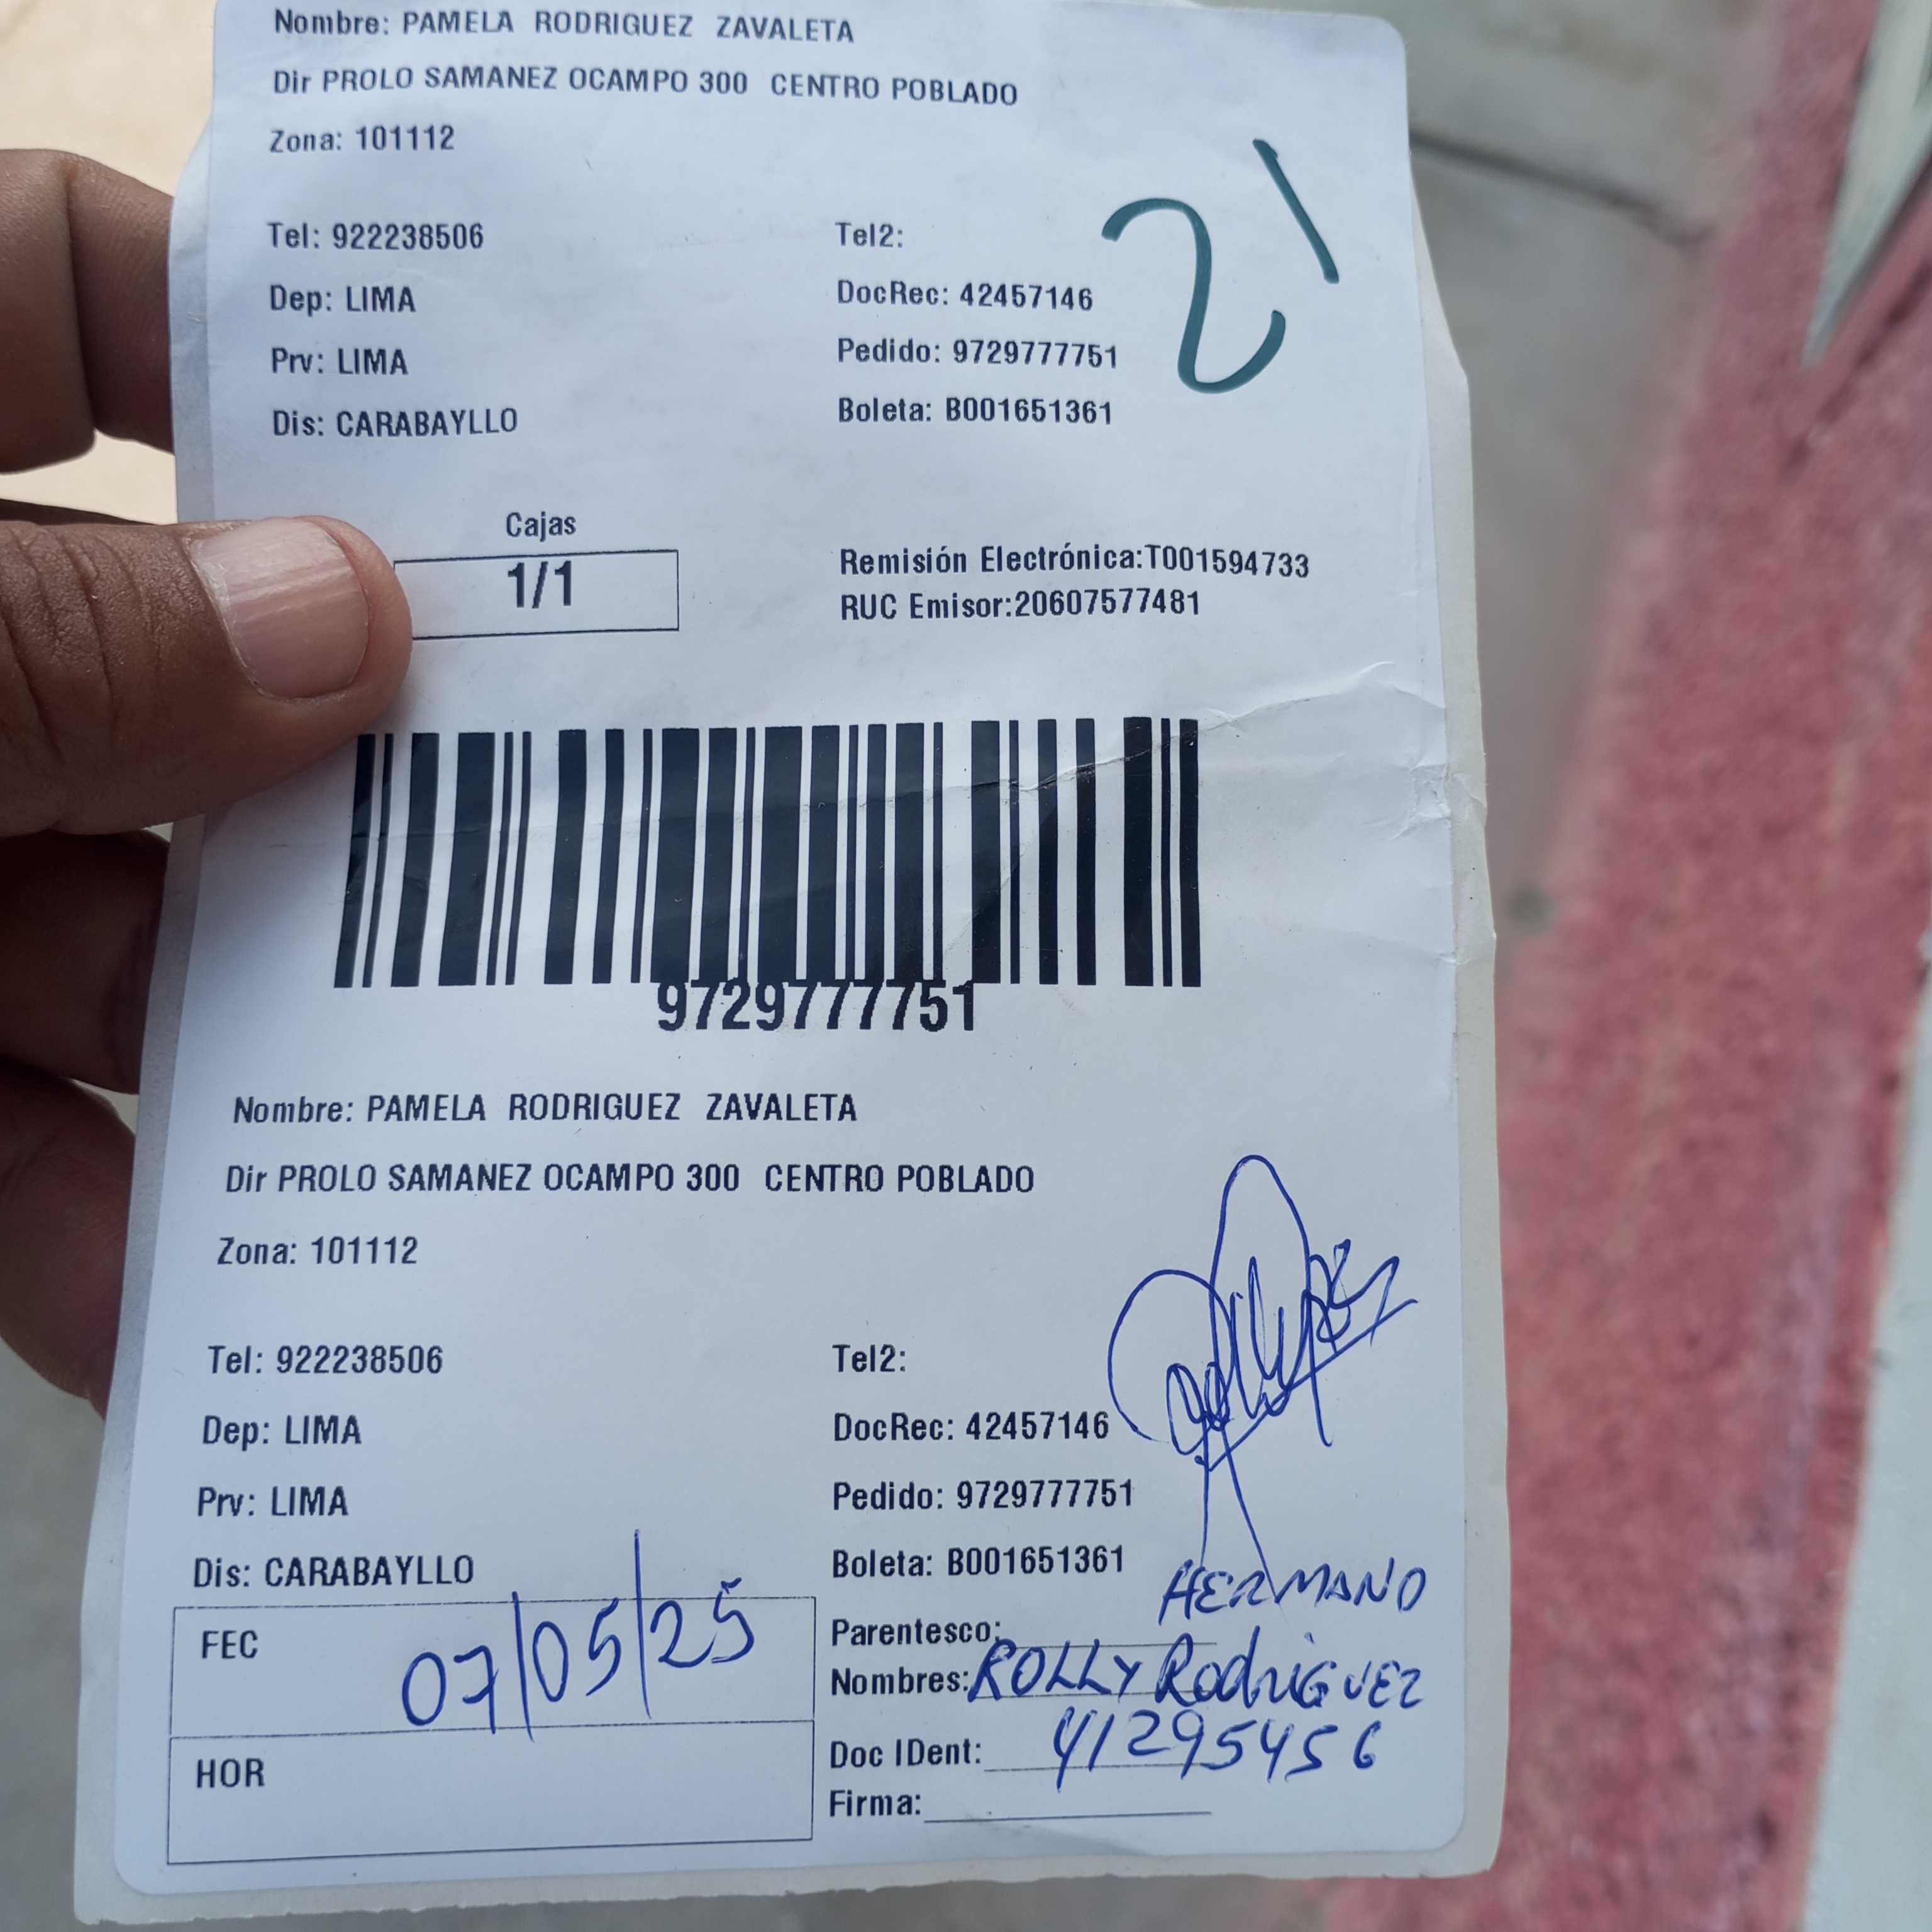 Nombre: PAMELA RODRIGUEZ ZAVALETA
Dir PROLO SAMANEZ OCAMPO 300 CENTRO POBLADO
Zona: 101112
21
Tel: 922238506 Tel2:
Dep: LIMA DocRec: 42457146
Prv: LIMA Pedido: 9729777751
Dis: CARABAYLLO Boleta: B001651361
Cajas
1/1
Remisión Electrónica:T001594733
RUC Emisor:20607577481
9729777751
Nombre: PAMELA RODRIGUEZ ZAVALETA
Dir PROLO SAMANEZ OCAMPO 300 CENTRO POBLADO
Zona: 101112
Tel: 922238506 Tel2:
Dep: LIMA DocRec: 42457146
Prv: LIMA Pedido: 9729777751
Dis: CARABAYLLO Boleta: B001651361
FEC 07/05/25
HOR
Parentesco: HERMANO
Nombres: ROLLY RodRiGUEZ
Doc IDent: 41295456
Firma: